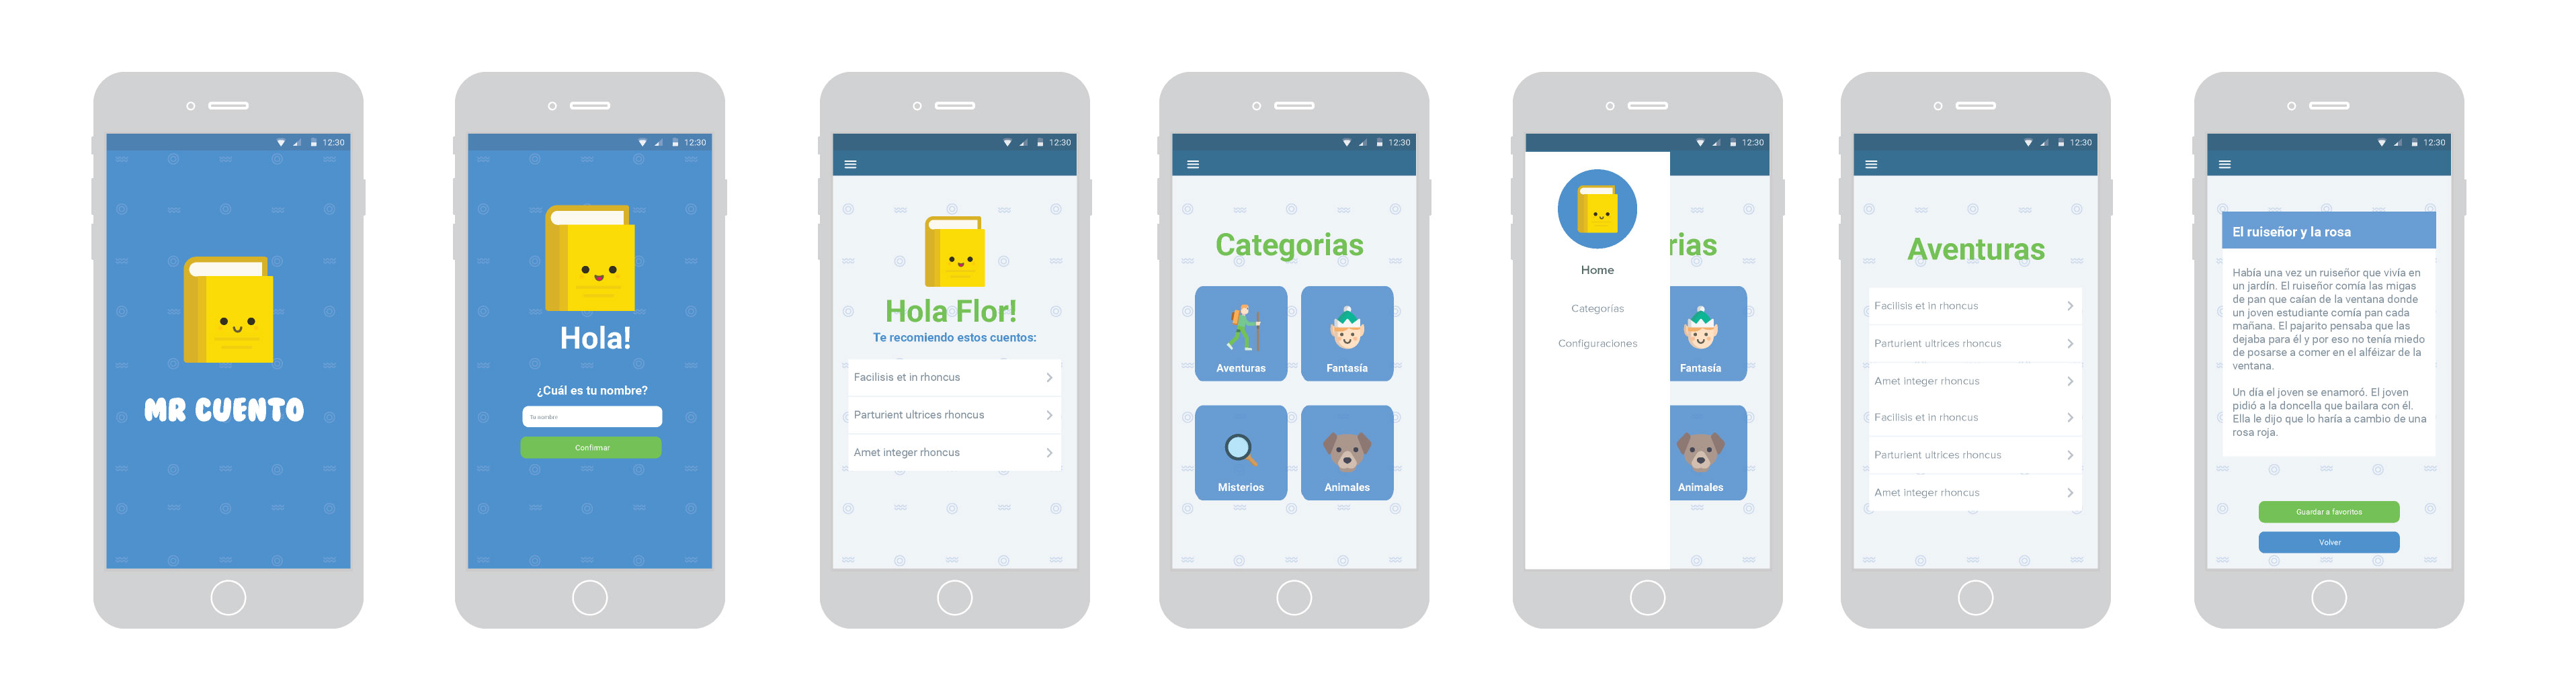 12:30
MR CUENTO
12:30
Hola!
¿Cuál es tu nombre?
Tu nombre
Confirmar
12:30
Hola Flor!
Te recomiendo estos cuentos:
Facilisis et in rhoncus
Parturient ultrices rhoncus
Amet integer rhoncus
12:30
Categorias
Aventuras
Fantasía
Misterios
Animales
12:30
Home
Categorías
Configuraciones
rias
Fantasía
Animales
12:30
Aventuras
Facilisis et in rhoncus
Parturient ultrices rhoncus
Amet integer rhoncus
Facilisis et in rhoncus
Parturient ultrices rhoncus
Amet integer rhoncus
12:30
El ruiseñor y la rosa
Había una vez un ruiseñor que vivía en
un jardín. El ruiseñor comía las migas
de pan que caían de la ventana donde
un joven estudiante comía pan cada
mañana. El pajarito pensaba que las
dejaba para él y por eso no tenía miedo
de posarse a comer en el alféizar de la
ventana.
Un día el joven se enamoró. El joven
pidió a la doncella que bailara con él.
Ella le dijo que lo haría a cambio de una
rosa roja.
Guardar a favoritos
Volver